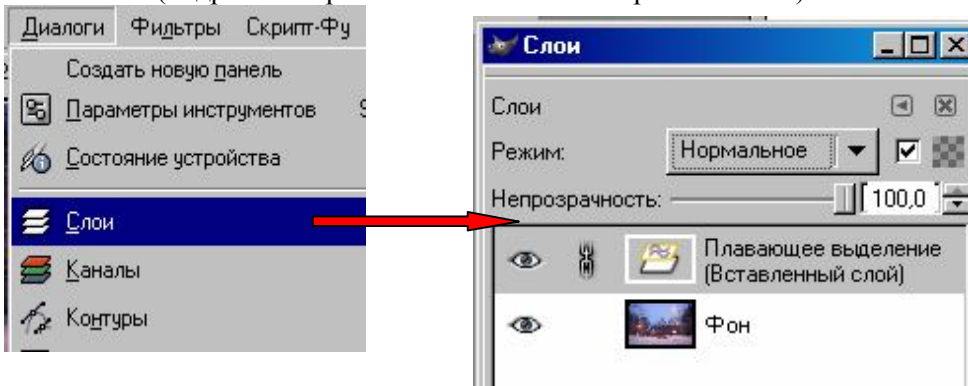 Диалоги Фильтры Скрипт-Фу
Создать новую панель
Параметры инструментов
Состояние устройства
Слои
Каналы
Контуры
Слои
Слои
Режим: Нормальное
Непрозрачность: 100,0
Плавающее выделение
(Вставленный слой)
Фон